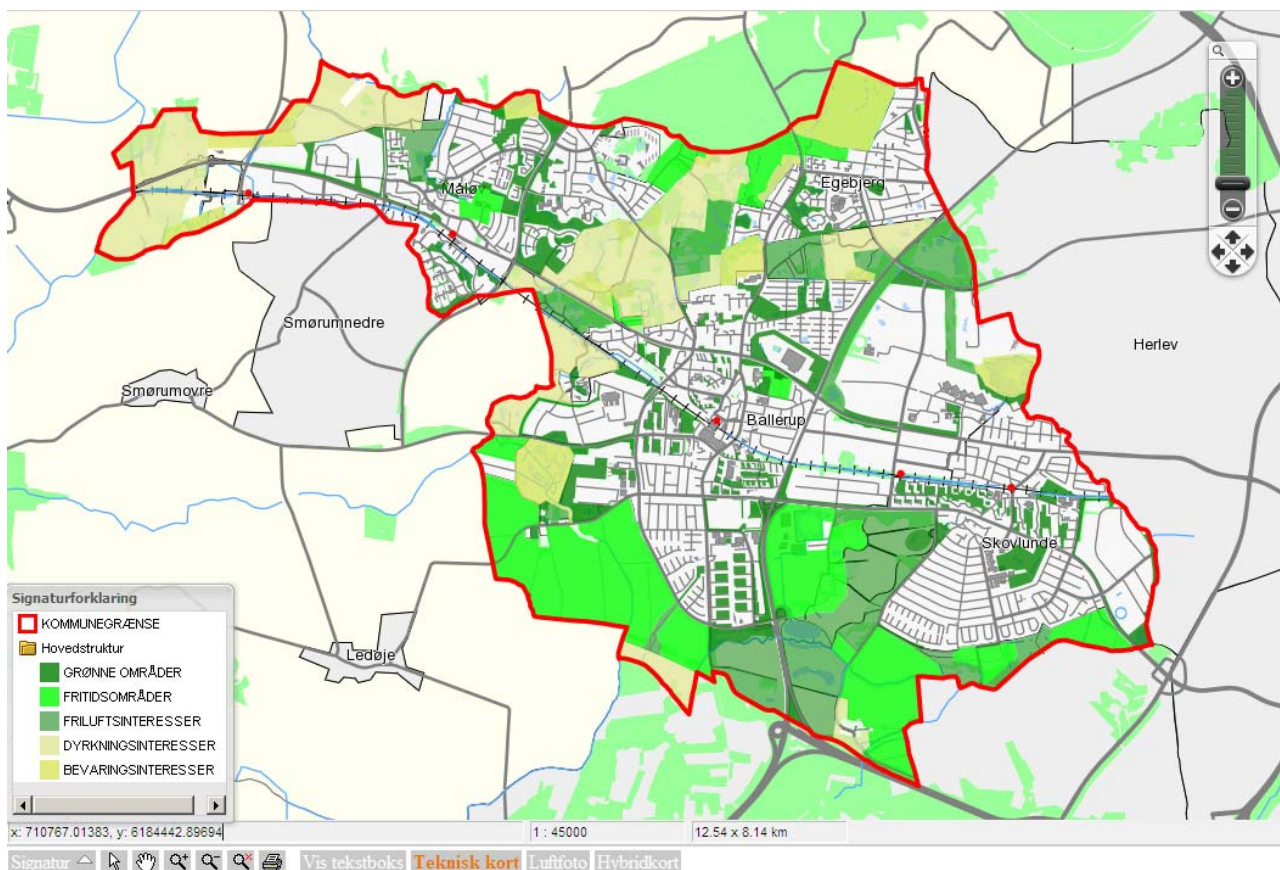 Måløv
Egebjerg
Smørumnedre
Herlev
Smørumovre
Ballerup
Skovlunde
Ledøje
Signaturforklaring
KOMMUNEGRÆNSE
Hovedstruktur
GRØNNE OMRÅDER
FRITIDSOMRÅDER
FRILUFTSINTERESSER
DYRKNINGSINTERESSER
BEVARINGSINTERESSER
x: 710767.01383, y: 6184442.89694 1 : 45000 12.54 x 8.14 km
Signatur Vis tekstboks Teknisk kort Luftfoto Hybridkort